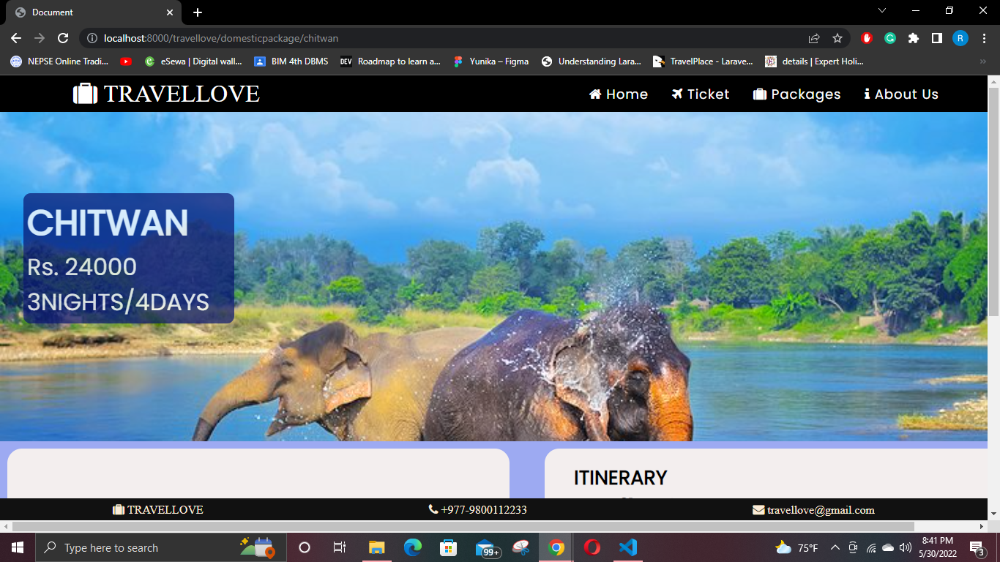 Document
localhost:8000/travellove/domesticpackage/chitwan
R
NEPSE Online Tradi...
eSewa | Digital wall...
BIM 4th DBMS
DEV Roadmap to learn a...
Yunika – Figma
Understanding Lara...
TravelPlace - Larave...
details | Expert Holi...
TRAVELLOVE
Home
Ticket
Packages
About Us
CHITWAN
Rs. 24000
3NIGHTS/4DAYS
ITINERARY
TRAVELLOVE
+977-9800112233
travellove@gmail.com
Type here to search
99+
75°F
8:41 PM
5/30/2022
3